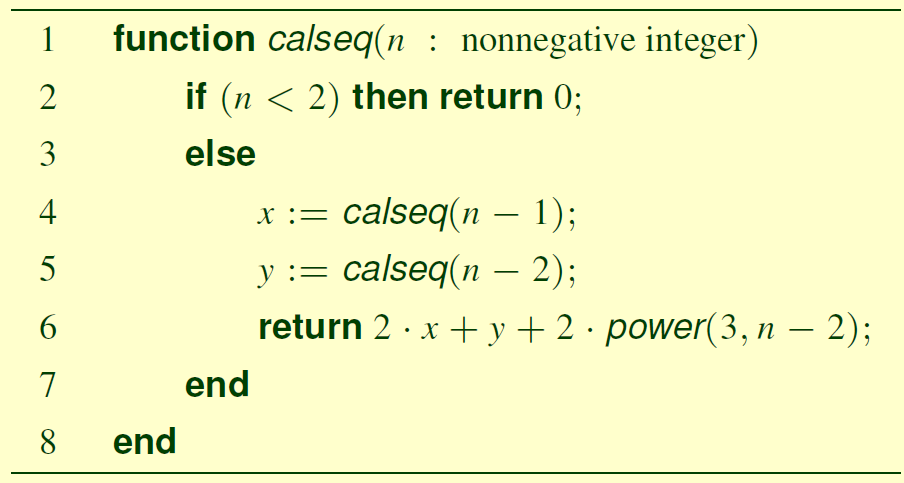 1 function calseq(n : nonnegative integer)
2 if (n < 2) then return 0;
3 else
4 x := calseq(n − 1);
5 y := calseq(n − 2);
6 return 2 · x + y + 2 · power(3, n − 2);
7 end
8 end